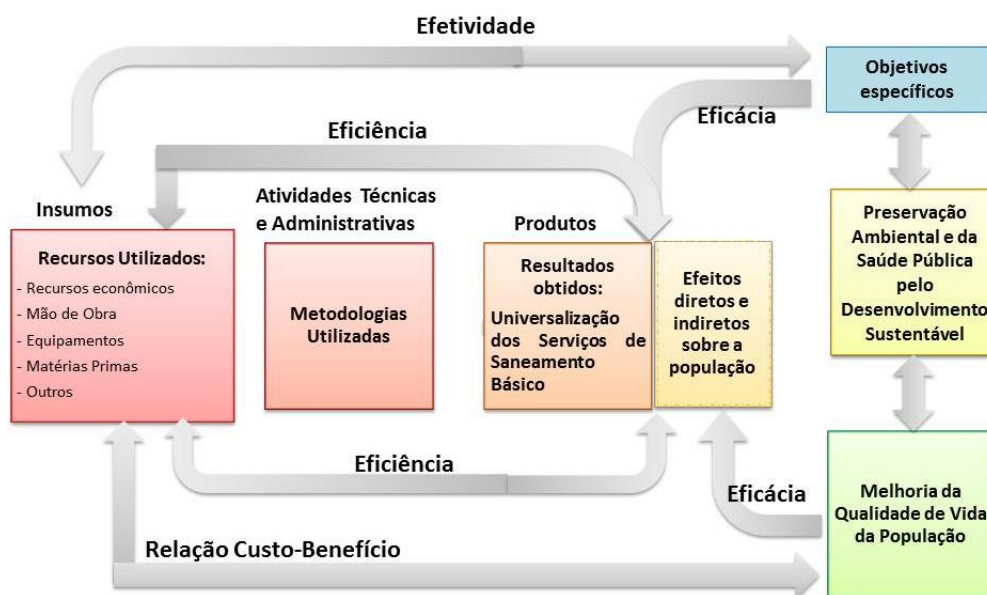 Efetividade
Objetivos
específicos
Eficácia
Eficiência
Insumos
Atividades Técnicas
e Administrativas
Produtos
Recursos Utilizados:
- Recursos econômicos
- Mão de Obra
- Equipamentos
- Matérias Primas
- Outros
Metodologias
Utilizadas
Resultados
obtidos:
Universalização
dos Serviços de
Saneamento
Básico
Efeitos
diretos e
indiretos
sobre a
população
Preservação
Ambiental e da
Saúde Pública
pelo
Desenvolvimento
Sustentável
Eficiência
Eficácia
Melhoria da
Qualidade de Vida
da População
Relação Custo-Benefício